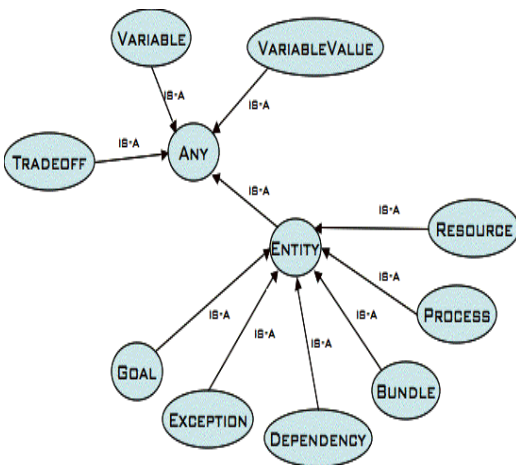 VARIABLE
VARIABLEVALUE
IS-A
IS-A
IS-A
TRADEOFF
ANY
IS-A
IS-A
RESOURCE
ENTITY
IS-A
PROCESS
IS-A
IS-A
IS-A
IS-A
GOAL
BUNDLE
EXCEPTION
DEPENDENCY